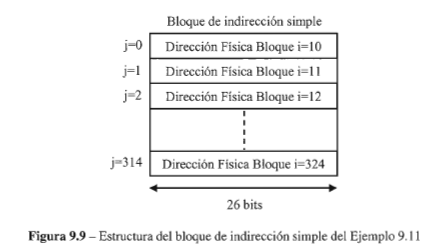 Bloque de indirección simple
j=0 Dirección Física Bloque i=10
j=1 Dirección Física Bloque i=11
j=2 Dirección Física Bloque i=12
j=314 Dirección Física Bloque i=324
26 bits
Figura 9.9 – Estructura del bloque de indirección simple del Ejemplo 9.11